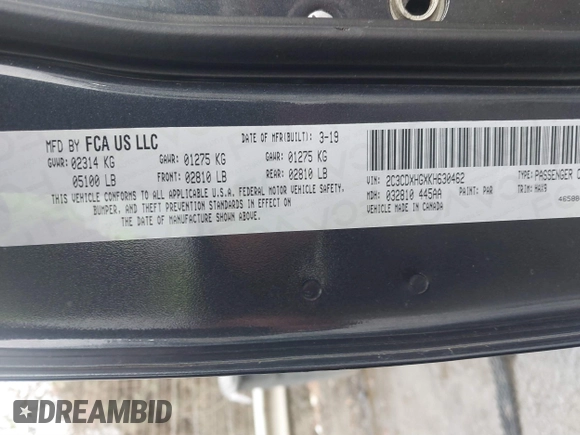 MFD BY FCA US LLC DATE OF MFR(BUILT): 3-19
GVWR: 02314 KG GAWR: 01275 KG GAWR: 01275 KG
05100 LB FRONT: 02810 LB REAR: 02810 LB
THIS VEHICLE CONFORMS TO ALL APPLICABLE U.S.A. FEDERAL MOTOR VEHICLE SAFETY,
BUMPER, AND THEFT PREVENTION STANDARDS IN EFFECT ON
THE DATE OF MANUFACTURE SHOWN ABOVE.
VIN: 2C3CDXHGXKH630462 TYPE: PASSENGER C
MDH: 032810 445AA PAINT: PAR TRIM: HAX9
VEHICLE MADE IN CANADA
DREAMBID